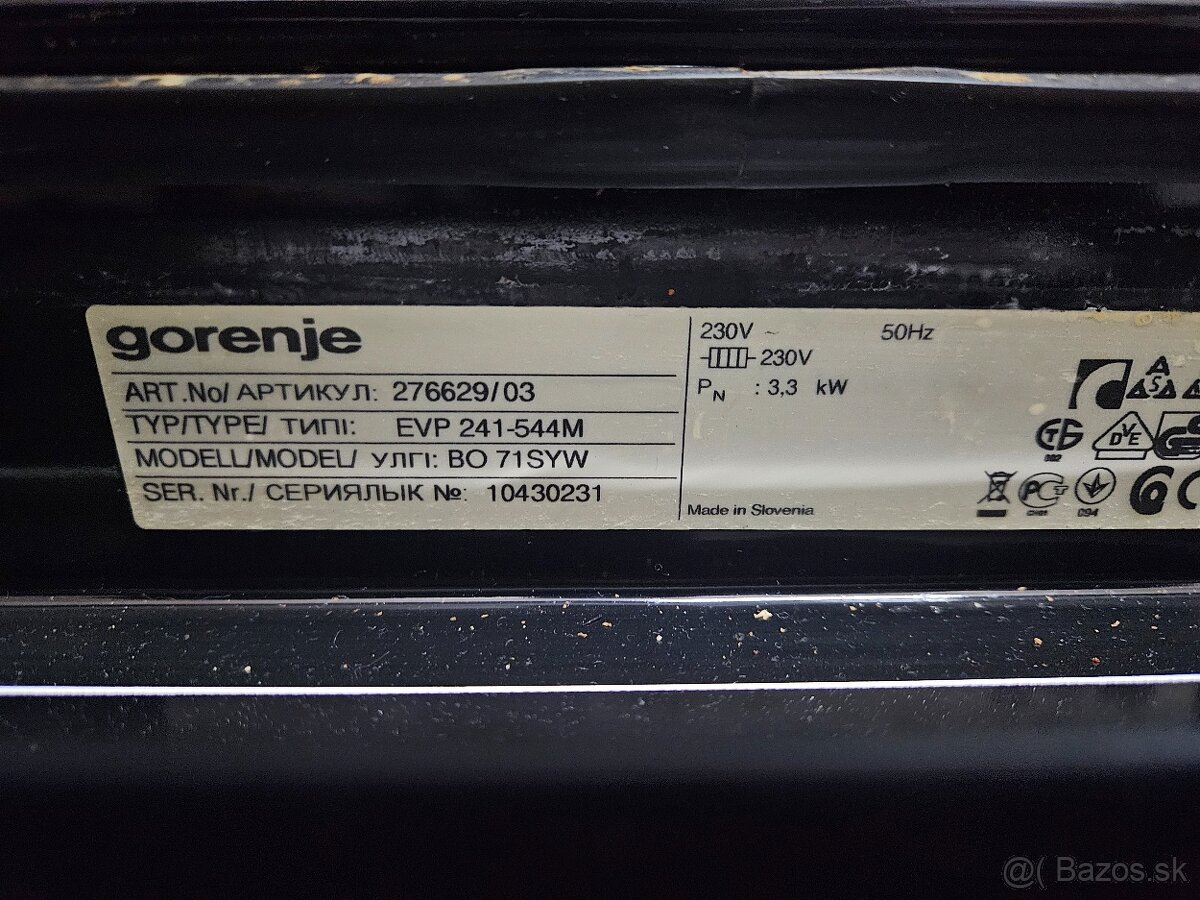 gorenje
ART.No/ АРТИКУЛ: 276629/03
TYP/TYPE/ ТИПІ: EVP 241-544M
MODELL/MODEL/ УЛГІ: BO 71SYW
SER. Nr./ СЕРИЯЛЫК №: 10430231
230V ~ 50Hz
230V
PN : 3,3 kW
Made in Slovenia
094
@( Bazos.sk